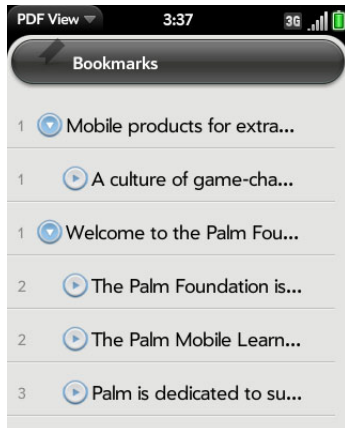 PDF View 3:37 3G
Bookmarks
1 Mobile products for extra...
1 A culture of game-cha...
1 Welcome to the Palm Fou...
2 The Palm Foundation is...
2 The Palm Mobile Learn...
3 Palm is dedicated to su...